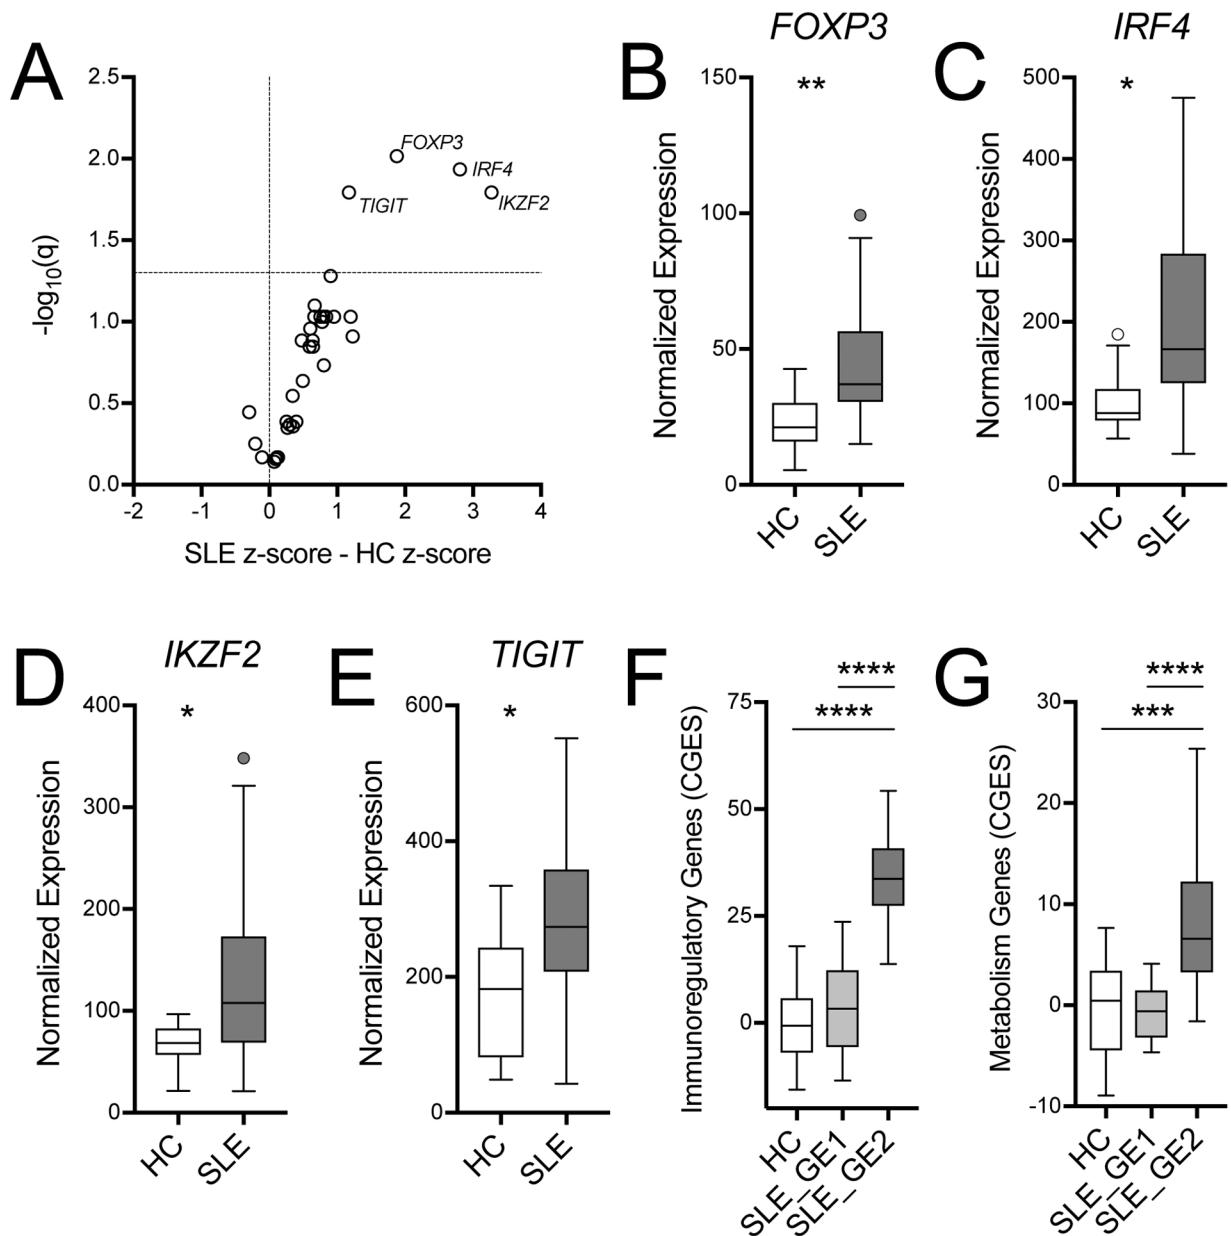 A
2.5
2.0
1.5
1.0
0.5
0.0
-log10(q)
-2
-1
0
1
2
3
4
SLE z-score - HC z-score
FOXP3
IRF4
TIGIT
IKZF2
B
FOXP3
**
150
100
50
0
Normalized Expression
HC
SLE
C
IRF4
*
500
400
300
200
100
0
Normalized Expression
HC
SLE
D
IKZF2
*
400
300
200
100
0
Normalized Expression
HC
SLE
E
TIGIT
*
600
400
200
0
Normalized Expression
HC
SLE
F
****
****
75
50
25
0
Immunoregulatory Genes (CGES)
HC
SLE_GE1
SLE_GE2
G
****
***
30
20
10
0
-10
Metabolism Genes (CGES)
HC
SLE_GE1
SLE_GE2